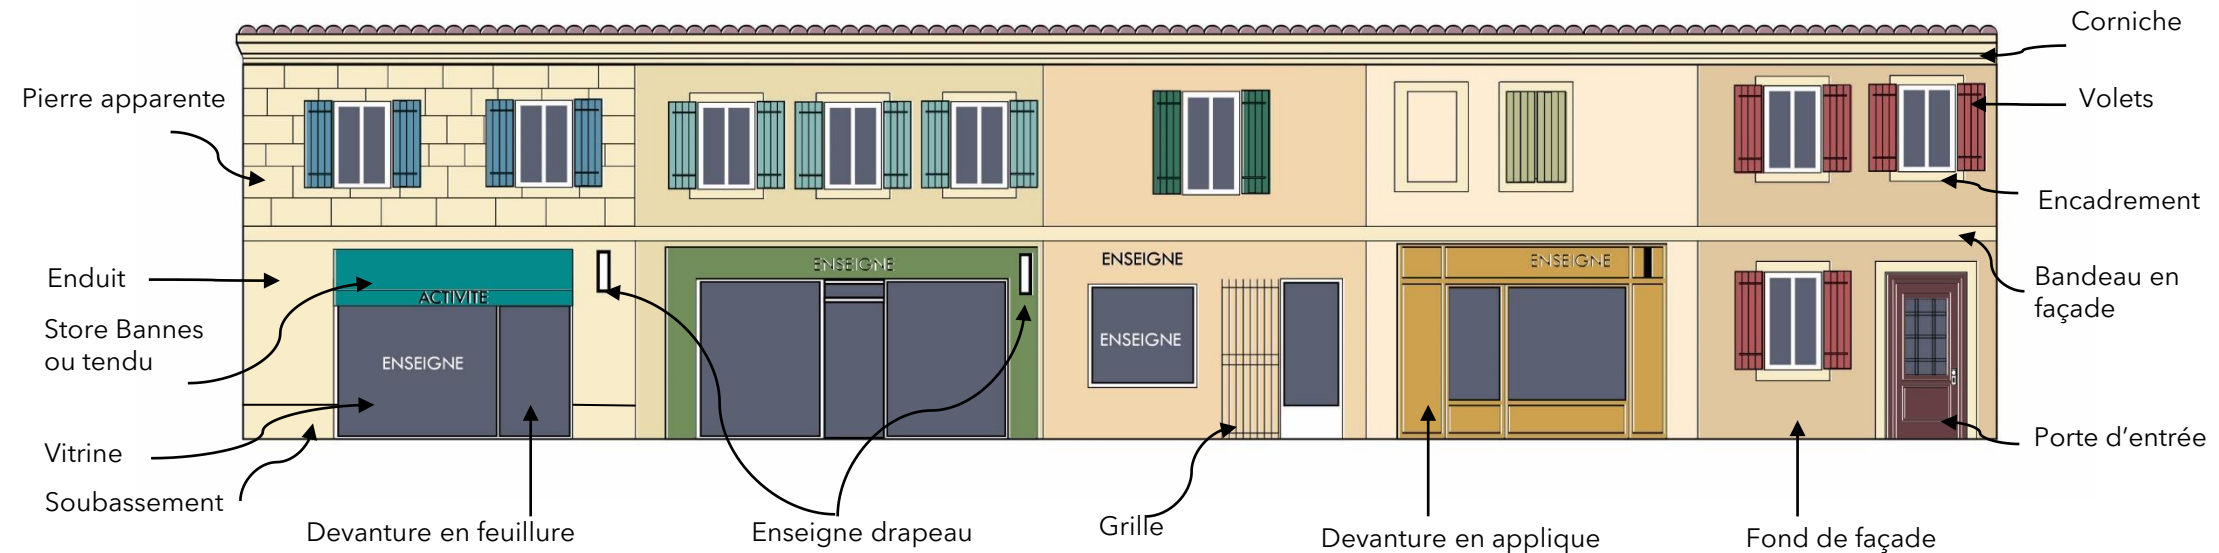 Corniche
Pierre apparente
Volets
Encadrement
Enduit
Store Bannes
ou tendu
Bandeau en
façade
ACTIVITE
ENSEIGNE
ENSEIGNE
ENSEIGNE
ENSEIGNE
ENSEIGNE
Vitrine
Soubassement
Porte d'entrée
Devanture en feuillure
Enseigne drapeau
Grille
Devanture en applique
Fond de façade